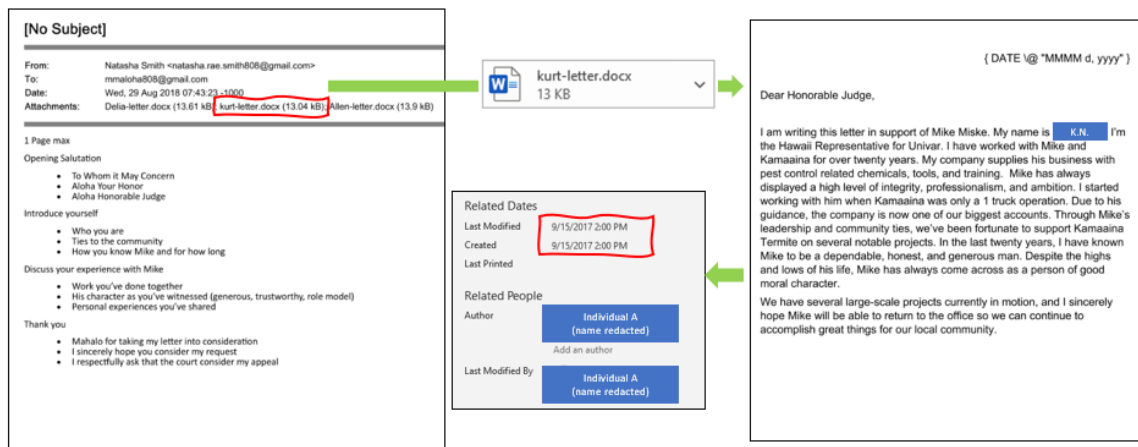 [No Subject]
From: Natasha Smith <natasha.rae.smith808@gmail.com>
To: mmaloha808@gmail.com
Date: Wed, 29 Aug 2018 07:43:23 -1000
Attachments: Delia-letter.docx (13.61 kB); kurt-letter.docx (13.04 kB); Allen-letter.docx (13.9 kB)
1 Page max
Opening Salutation
• To Whom it May Concern
• Aloha Your Honor
• Aloha Honorable Judge
Introduce yourself
• Who you are
• Ties to the community
• How you know Mike and for how long
Discuss your experience with Mike
• Work you've done together
• His character as you've witnessed (generous, trustworthy, role model)
• Personal experiences you've shared
Thank you
• Mahalo for taking my letter into consideration
• I sincerely hope you consider my request
• I respectfully ask that the court consider my appeal
kurt-letter.docx
13 KB
{ DATE \@ "MMMM d, yyyy" }
Dear Honorable Judge,
I am writing this letter in support of Mike Miske. My name is K.N. I'm
the Hawaii Representative for Univar. I have worked with Mike and
Kamaaina for over twenty years. My company supplies his business with
pest control related chemicals, tools, and training. Mike has always
displayed a high level of integrity, professionalism, and ambition. I started
working with him when Kamaaina was only a 1 truck operation. Due to his
guidance, the company is now one of our biggest accounts. Through Mike's
leadership and community ties, we've been fortunate to support Kamaaina
Termite on several notable projects. In the last twenty years, I have known
Mike to be a dependable, honest, and generous man. Despite the highs
and lows of his life, Mike has always come across as a person of good
moral character.
We have several large-scale projects currently in motion, and I sincerely
hope Mike will be able to return to the office so we can continue to
accomplish great things for our local community.
Related Dates
Last Modified 9/15/2017 2:00 PM
Created 9/15/2017 2:00 PM
Last Printed
Related People
Author Individual A
(name redacted)
Add an author
Last Modified By Individual A
(name redacted)